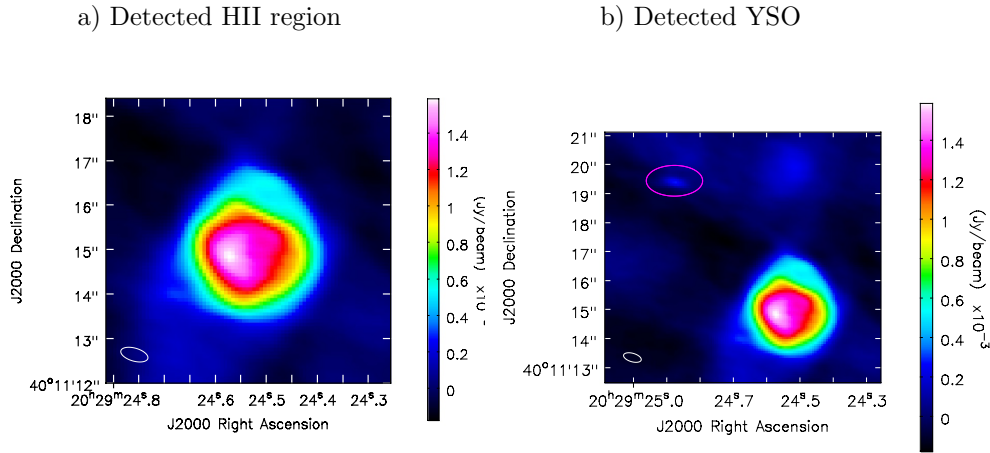 a) Detected HII region
b) Detected YSO
18"
17"
16"
15"
14"
13"
40°11'12"
J2000 Declination
20ʰ29ᵐ24ˢ.8
24ˢ.6
24ˢ.5
24ˢ.4
24ˢ.3
J2000 Right Ascension
1.4
1.2
1
0.8
0.6
0.4
0.2
0
(Jy/beam)
21"
20"
19"
18"
17"
16"
15"
14"
40°11'13"
J2000 Declination
20ʰ29ᵐ25ˢ.0
24ˢ.7
24ˢ.5
24ˢ.3
J2000 Right Ascension
1.4
1.2
1
0.8
0.6
0.4
0.2
0
(Jy/beam) ×10⁻³